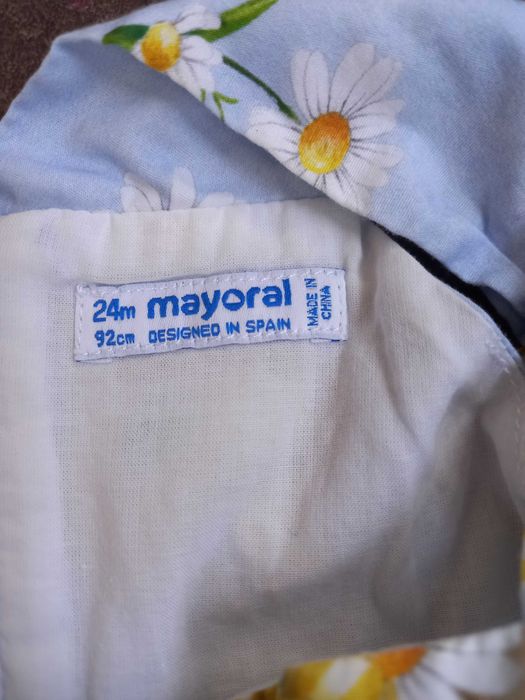 24m mayoral
92cm DESIGNED IN SPAIN
MADE IN
CHINA